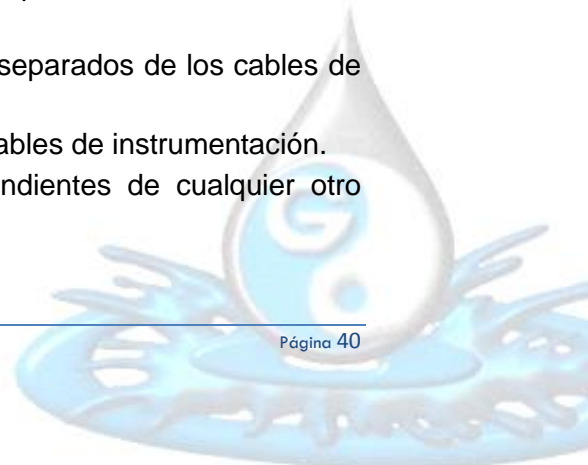 separados de los cables de
ables de instrumentación.
ndientes de cualquier otro
G
Página 40